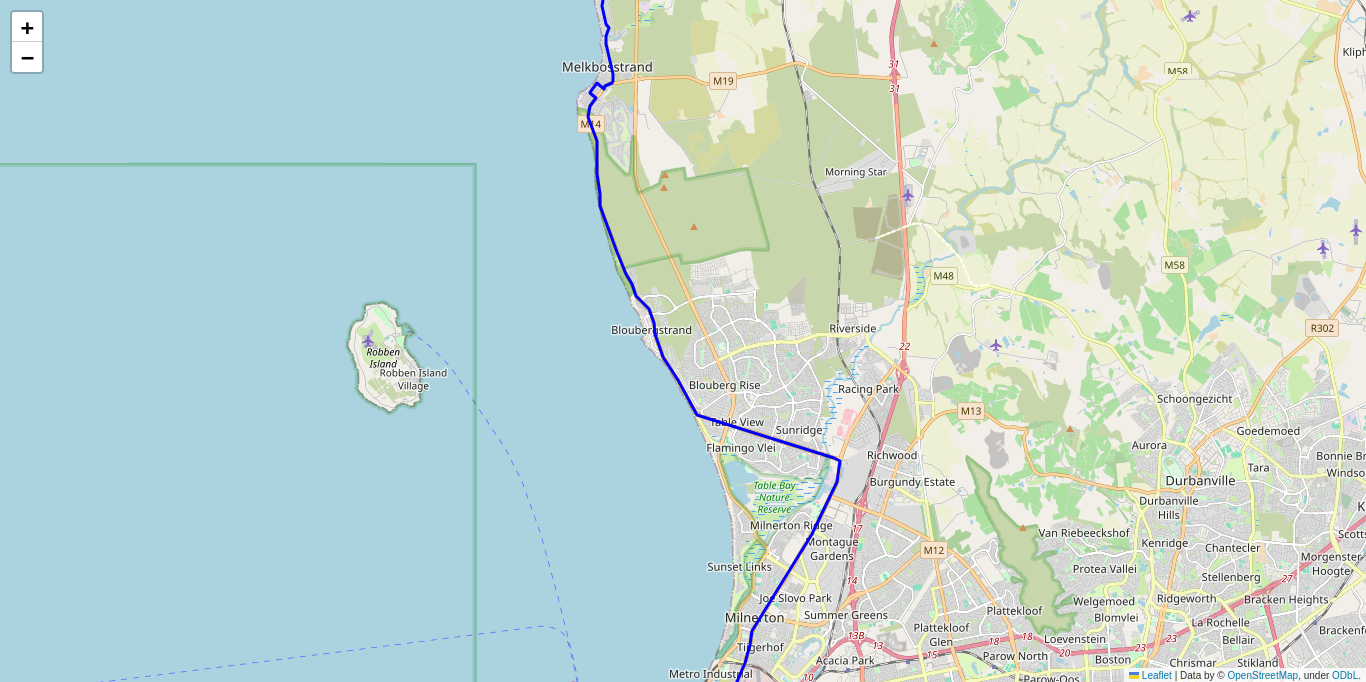 +
−
Melkbosstrand
M19
31
31
M58
Kliph
M14
Morning Star
M58
M48
Bloubergstrand
Riverside
R302
22
Robben
Island
Robben Island
Village
Blouberg Rise
Racing Park
Schoongezicht
M13
Table View
Sunridge
Goedemoed
Flamingo Vlei
Aurora
Richwood
Bonnie Br
Tara
Windso
Table Bay
Nature
Reserve
Burgundy Estate
Durbanville
Durbanville
Hills
K
Milnerton Ridge
17
Van Riebeeckshof
Scotts
Montague
Gardens
M12
Kenridge
Chantecler
Morgenster
Hoogte
Sunset Links
Protea Vallei
Stellenberg
14
27
Joe Slovo Park
Welgemoed
Ridgeworth
Bracken Heights
Milnerton
Summer Greens
Plattekloof
Blomvlei
La Rochelle
Plattekloof
Glen
Brackenfe
13B
18
18
Loevenstein
23
Bellair
Tijgerhof
20
Acacia Park
15
Parow North
Boston
Chrismar
Stikland
Metro Industrial
10
Parow-Oos
Leaflet | Data by © OpenStreetMap, under ODbL.